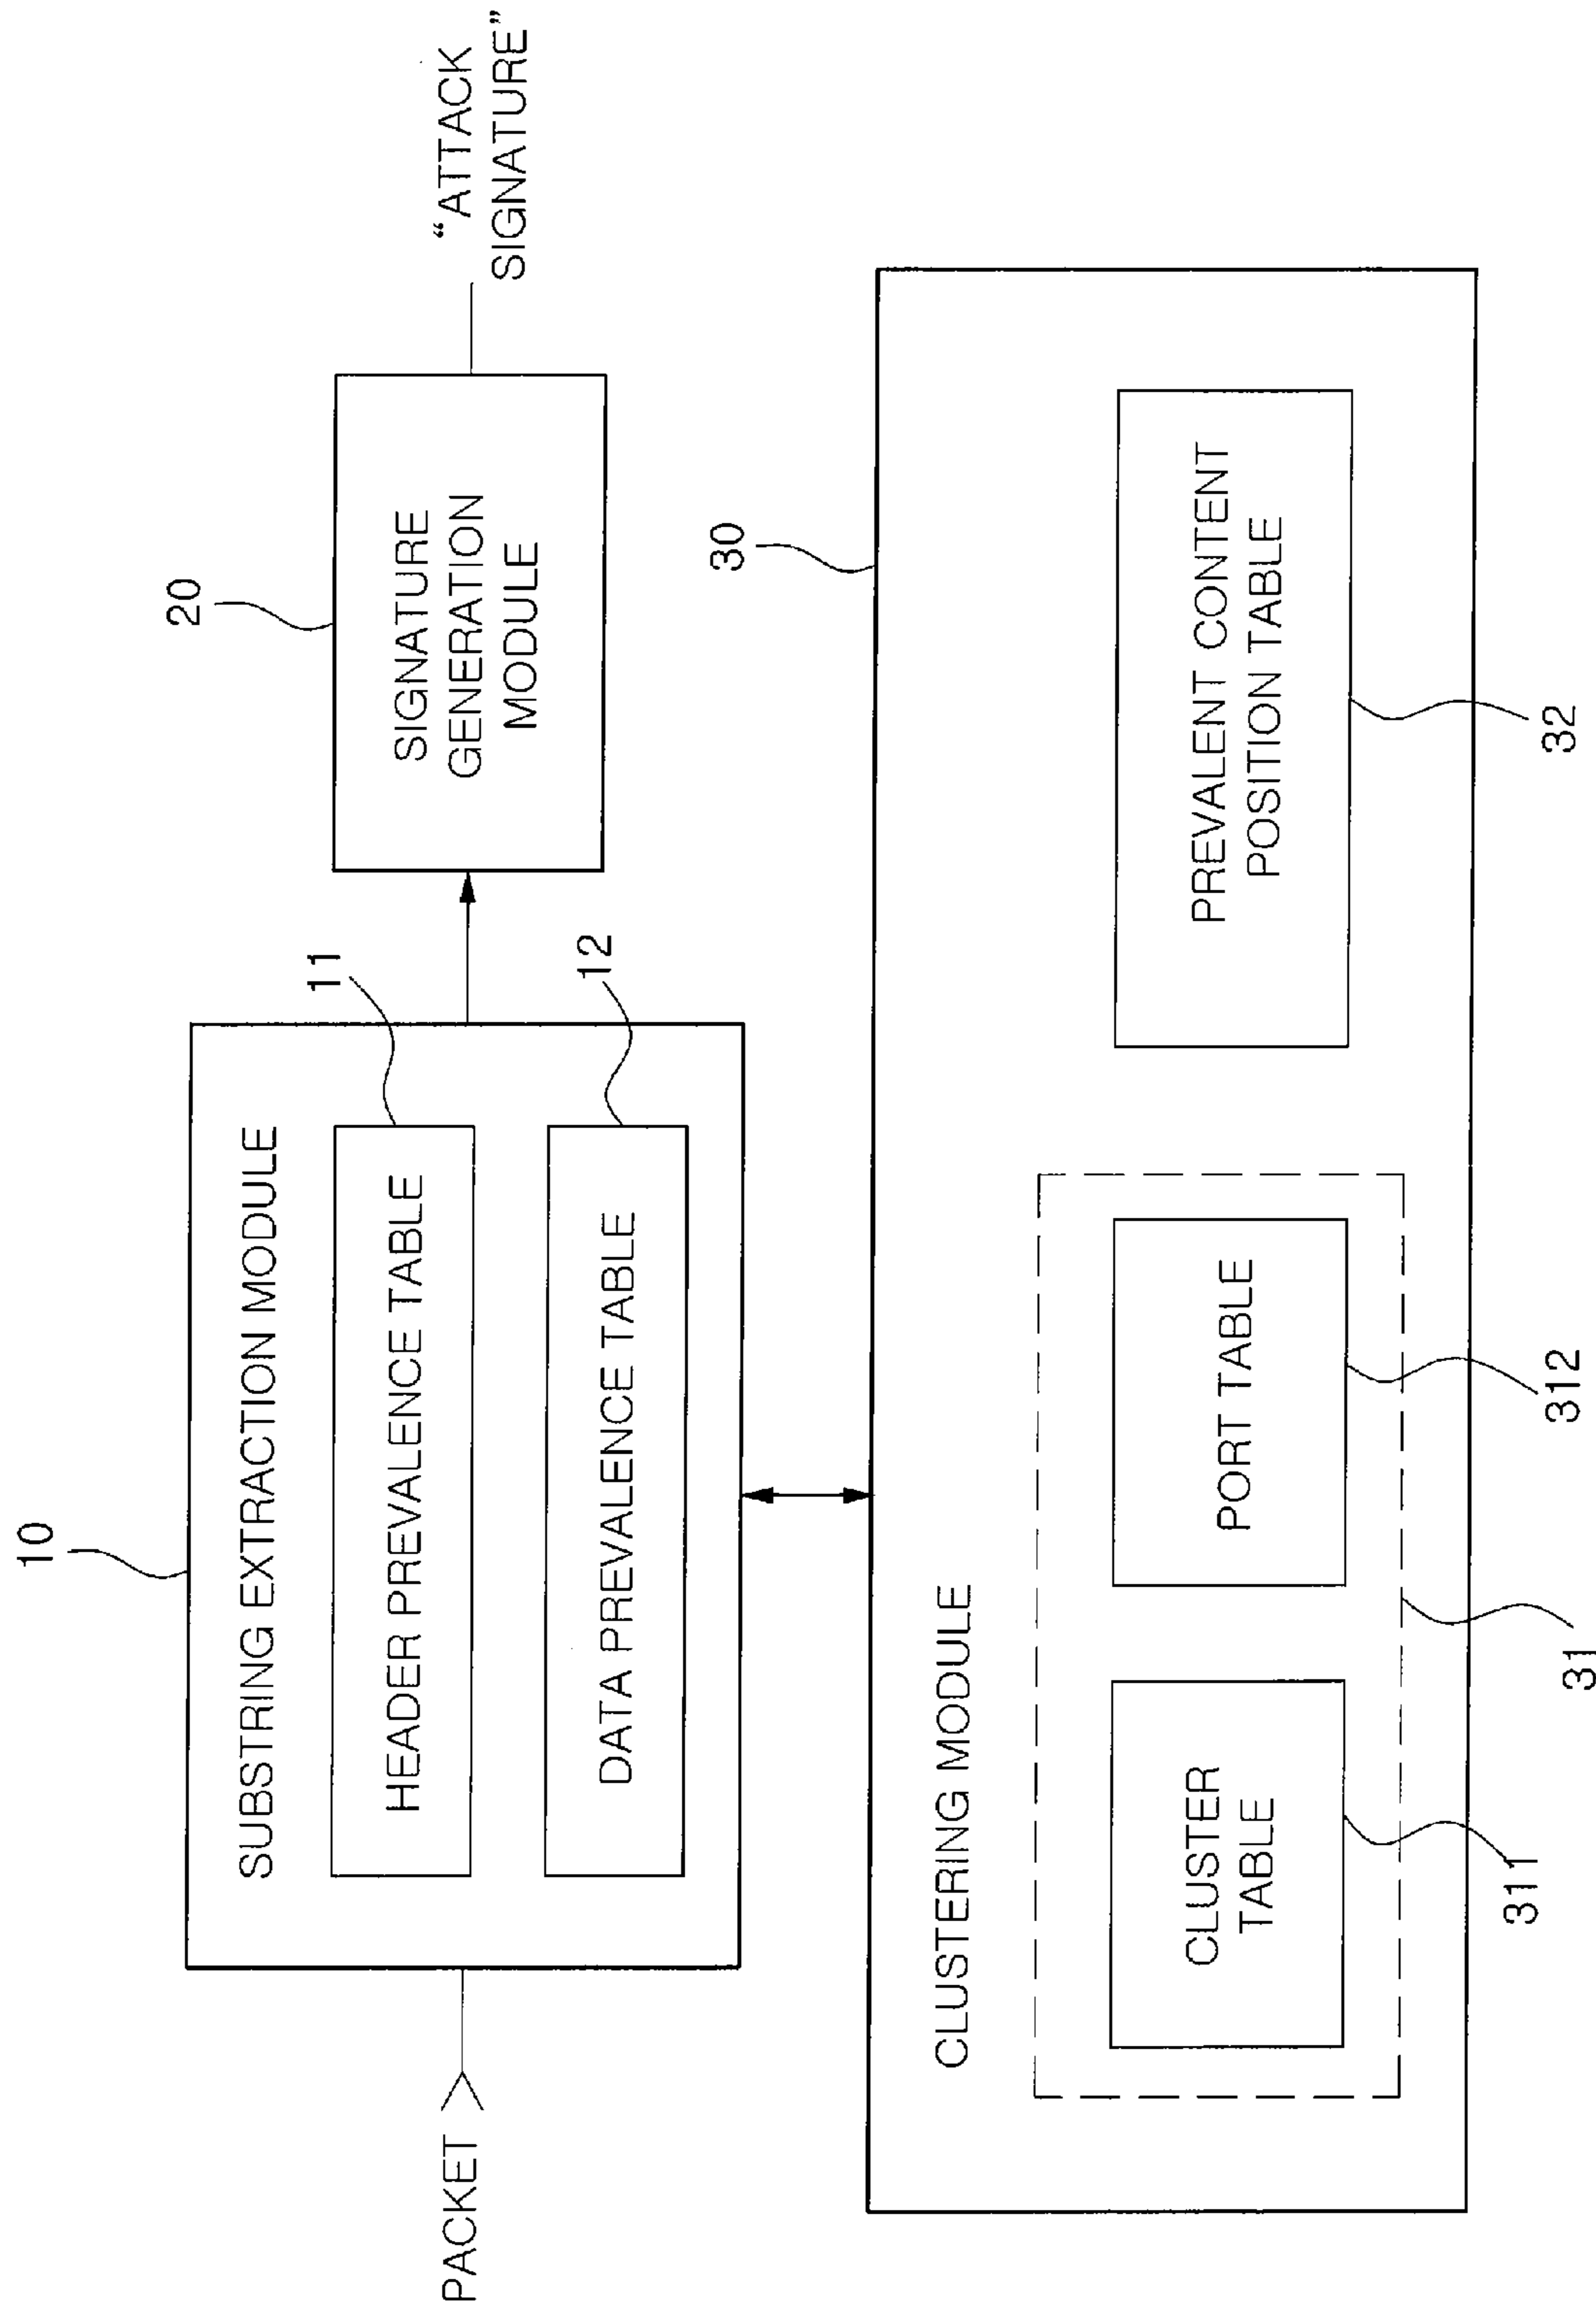 10
SUBSTRING EXTRACTION MODULE
HEADER PREVALENCE TABLE
11
DATA PREVALENCE TABLE
12
PACKET
20
SIGNATURE
GENERATION
MODULE
“ATTACK
SIGNATURE”
30
CLUSTERING MODULE
CLUSTER
TABLE
311
PORT TABLE
312
31
PREVALENT CONTENT
POSITION TABLE
32